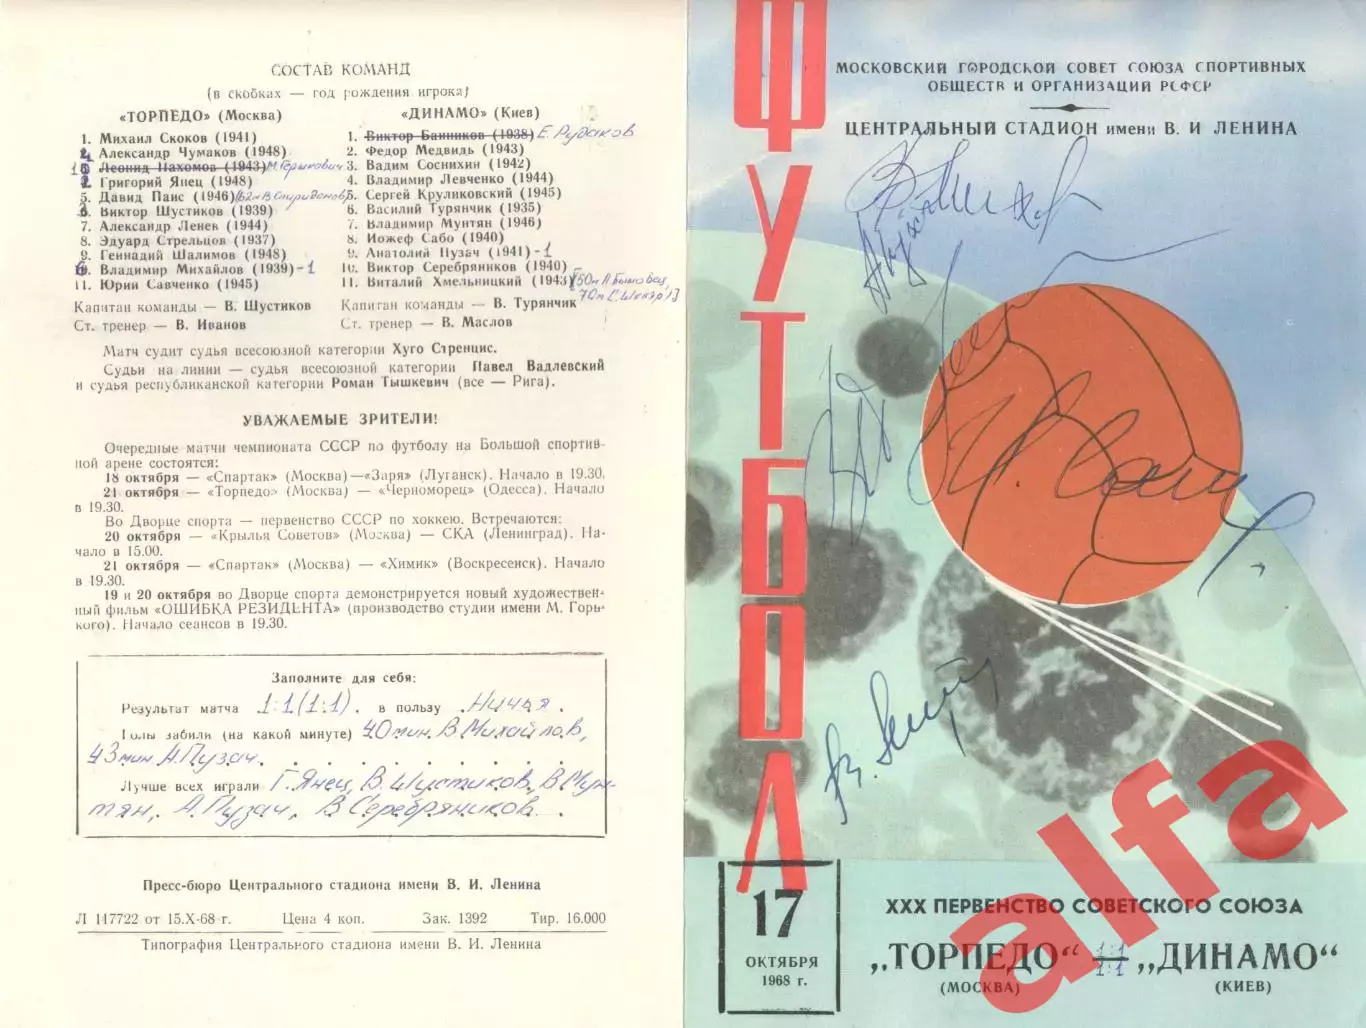 СОСТАВ КОМАНД
(в скобках — год рождения игрока)
«ТОРПЕДО» (Москва)
1. Михаил Скоков (1941)
Александр Чумаков (1948)
Леонид Пахомов (1943) М. Гершкович
Григорий Янец (1948)
5. Давид Паис (1946) (62м В. Спиридонов)
Виктор Шустиков (1939)
7. Александр Ленев (1944)
8. Эдуард Стрельцов (1937)
9. Геннадий Шалимов (1948)
Владимир Михайлов (1939) -1
11. Юрий Савченко (1945)
Капитан команды — В. Шустиков
Ст. тренер — В. Иванов
«ДИНАМО» (Киев)
1. Виктор Банников (1938) Е. Рудаков
2. Федор Медвидь (1943)
3. Вадим Соснихин (1942)
4. Владимир Левченко (1944)
5. Сергей Круликовский (1945)
6. Василий Турянчик (1935)
7. Владимир Мунтян (1946)
8. Йожеф Сабо (1940)
9. Анатолий Пузач (1941) -1
10. Виктор Серебряников (1940)
11. Виталий Хмельницкий (1943) (50м А. Бышовец,
70м
Капитан команды — В. Турянчик
Ст. тренер — В. Маслов
Матч судит судья всесоюзной категории Хуго Стренцис.
Судьи на линии — судья всесоюзной категории Павел Вадлевский
и судья республиканской категории Роман Тышкевич (все — Рига).
УВАЖАЕМЫЕ ЗРИТЕЛИ!
Очередные матчи чемпионата СССР по футболу на Большой спортив-
ной арене состоятся:
18 октября — «Спартак» (Москва)—«Заря» (Луганск). Начало в 19.30.
21 октября — «Торпедо» (Москва) — «Черноморец» (Одесса). Начало
в 19.30.
Во Дворце спорта — первенство СССР по хоккею. Встречаются:
20 октября — «Крылья Советов» (Москва) — СКА (Ленинград). На-
чало в 15.00.
21 октября — «Спартак» (Москва) — «Химик» (Воскресенск). Начало
в 19.30.
19 и 20 октября во Дворце спорта демонстрируется новый художествен-
ный фильм «ОШИБКА РЕЗИДЕНТА» (производство студии имени М. Горь-
кого). Начало сеансов в 19.30.
Заполните для себя:
Результат матча 1:1 (1:1), в пользу Ничья.
Голы забили (на какой минуте) 40 мин. В. Михайлов,
43 мин А. Пузач.
Лучше всех играли Г. Янец, В. Шустиков, В. Мун-
тян, А. Пузач, В. Серебряников.
Пресс-бюро Центрального стадиона имени В. И. Ленина
Л 117722 от 15.X-68 г. Цена 4 коп. Зак. 1392 Тир. 16.000
Типография Центрального стадиона имени В. И. Ленина
ФУТБОЛ
МОСКОВСКИЙ ГОРОДСКОЙ СОВЕТ СОЮЗА СПОРТИВНЫХ
ОБЩЕСТВ И ОРГАНИЗАЦИЙ РСФСР
ЦЕНТРАЛЬНЫЙ СТАДИОН имени В. И ЛЕНИНА
17
ОКТЯБРЯ
1968 г.
XXX ПЕРВЕНСТВО СОВЕТСКОГО СОЮЗА
„ТОРПЕДО“ 1:1 „ДИНАМО“
1:1
(МОСКВА) (КИЕВ)
alfa